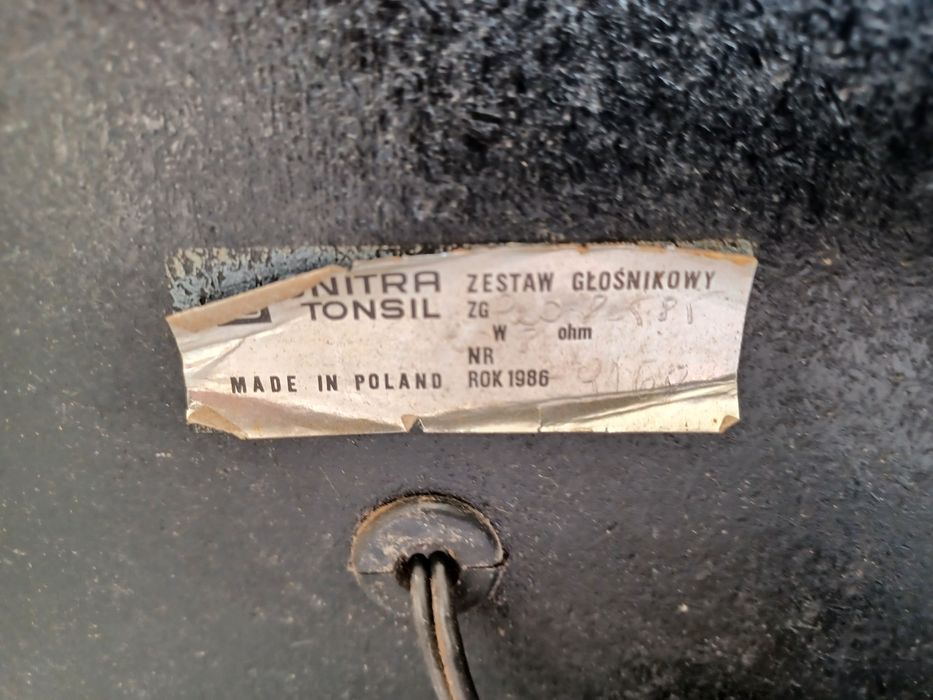 UNITRA
TONSIL
MADE IN POLAND
ZESTAW GŁOŚNIKOWY
ZG
W ohm
NR
ROK 1986